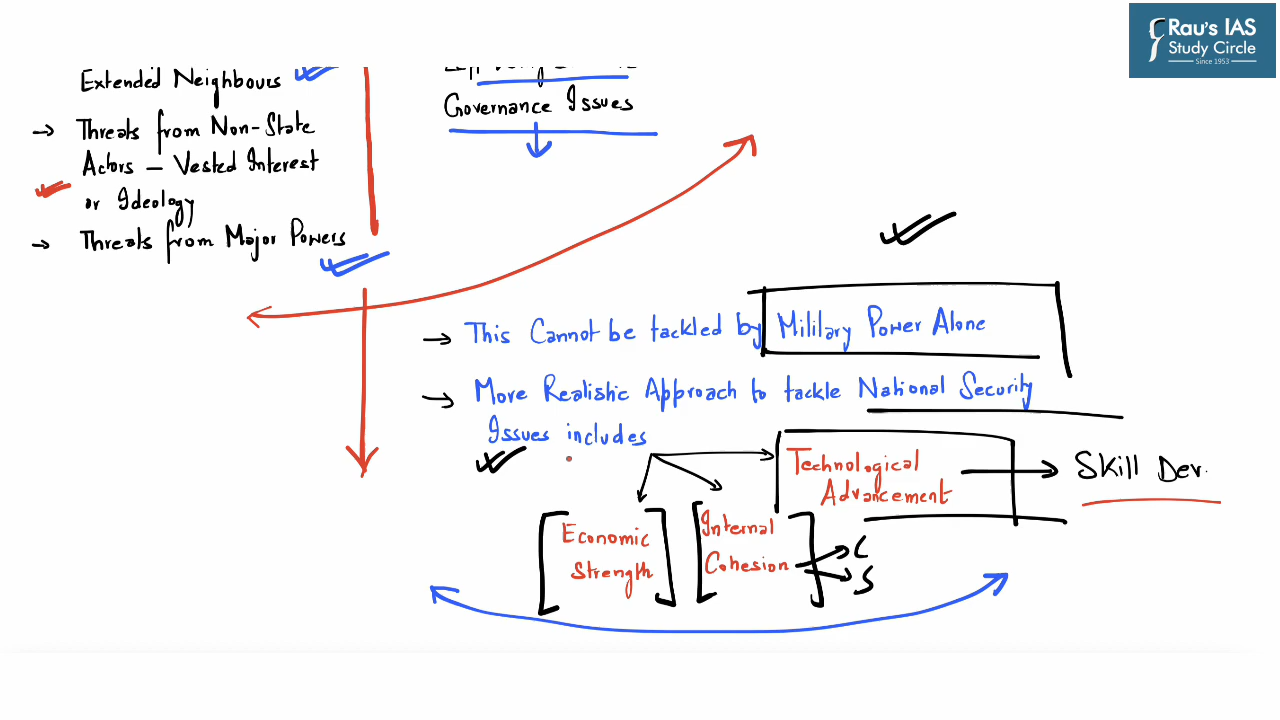 Rau's IAS
Study Circle
Since 1953
Extended Neighbours
→ Threats from Non-State
Actors – Vested Interest
or Ideology
→ Threats from Major Powers
Governance Issues
→ This Cannot be tackled by Military Power Alone
→ More Realistic Approach to tackle National Security
Issues includes
Technological
Advancement
Skill Dev.
Internal
Cohesion
C
S
Economic
Strength